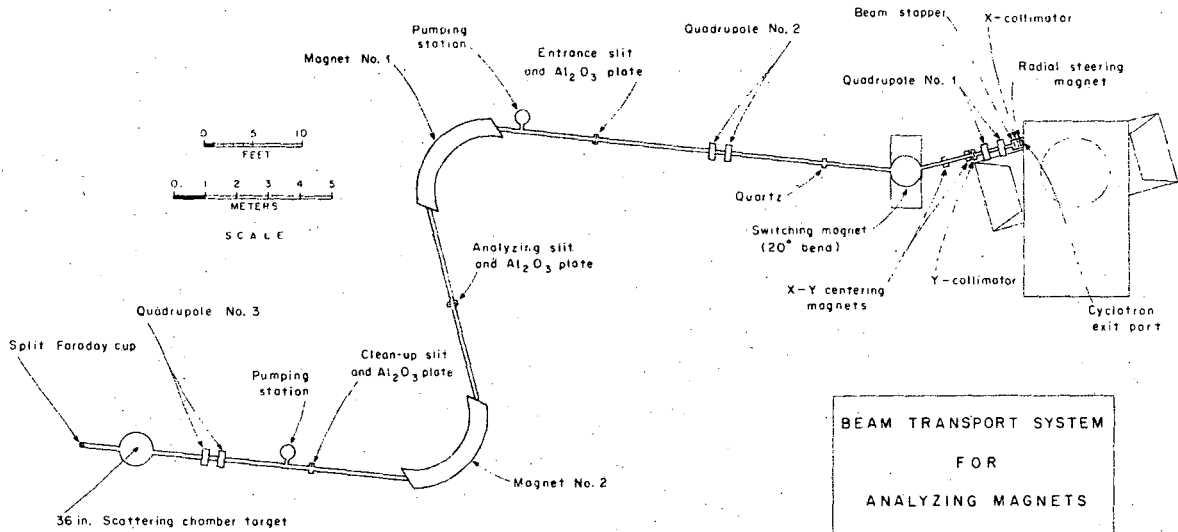 Beam stopper
X-collimator
Pumping
station
Quadrupole No. 2
Radial steering
magnet
Magnet No. 1
Entrance slit
and Al2O3 plate
Quadrupole No. 1
0 5 10
FEET
0 1 2 3 4 5
METERS
SCALE
Quartz
Switching magnet
(20° bend)
Analyzing slit
and Al2O3 plate
X-Y centering
magnets
Y-collimator
Cyclotron
exit port
Quadrupole No. 3
Split Faraday cup
Pumping
station
Clean-up slit
and Al2O3 plate
Magnet No. 2
36 in. Scattering chamber target
BEAM TRANSPORT SYSTEM
FOR
ANALYZING MAGNETS